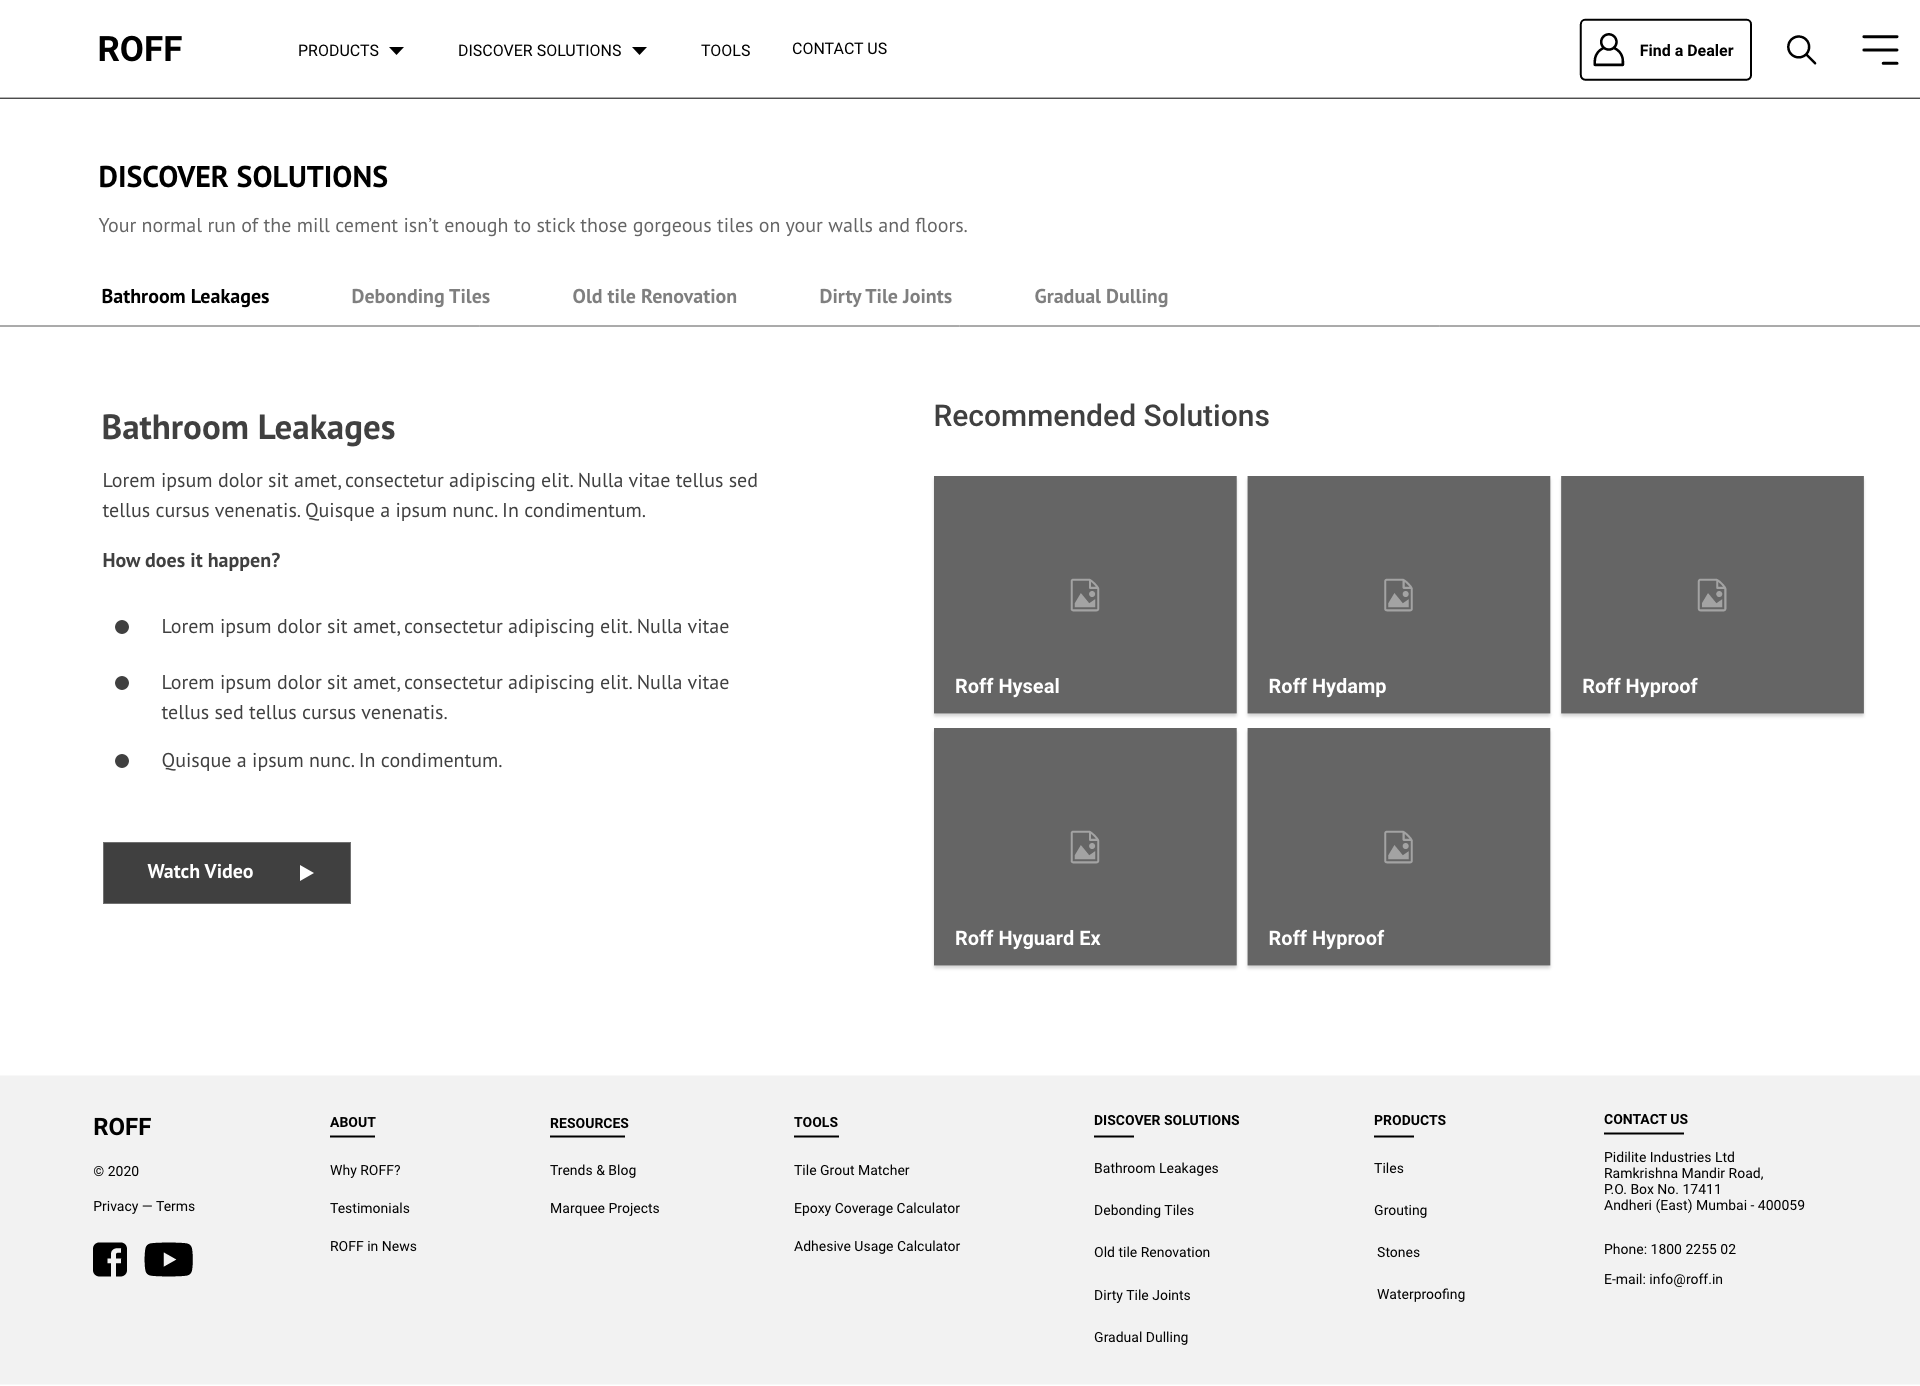 ROFF
PRODUCTS
DISCOVER SOLUTIONS
TOOLS
CONTACT US
Find a Dealer
DISCOVER SOLUTIONS
Your normal run of the mill cement isn't enough to stick those gorgeous tiles on your walls and floors.
Bathroom Leakages
Debonding Tiles
Old tile Renovation
Dirty Tile Joints
Gradual Dulling
Bathroom Leakages
Lorem ipsum dolor sit amet, consectetur adipiscing elit. Nulla vitae tellus sed
tellus cursus venenatis. Quisque a ipsum nunc. In condimentum.
How does it happen?
Lorem ipsum dolor sit amet, consectetur adipiscing elit. Nulla vitae
Lorem ipsum dolor sit amet, consectetur adipiscing elit. Nulla vitae
tellus sed tellus cursus venenatis.
Quisque a ipsum nunc. In condimentum.
Watch Video
Recommended Solutions
Roff Hyseal
Roff Hydamp
Roff Hyproof
Roff Hyguard Ex
Roff Hyproof
ROFF
© 2020
Privacy — Terms
ABOUT
Why ROFF?
Testimonials
ROFF in News
RESOURCES
Trends & Blog
Marquee Projects
TOOLS
Tile Grout Matcher
Epoxy Coverage Calculator
Adhesive Usage Calculator
DISCOVER SOLUTIONS
Bathroom Leakages
Debonding Tiles
Old tile Renovation
Dirty Tile Joints
Gradual Dulling
PRODUCTS
Tiles
Grouting
Stones
Waterproofing
CONTACT US
Pidilite Industries Ltd
Ramkrishna Mandir Road,
P.O. Box No. 17411
Andheri (East) Mumbai - 400059
Phone: 1800 2255 02
E-mail: info@roff.in